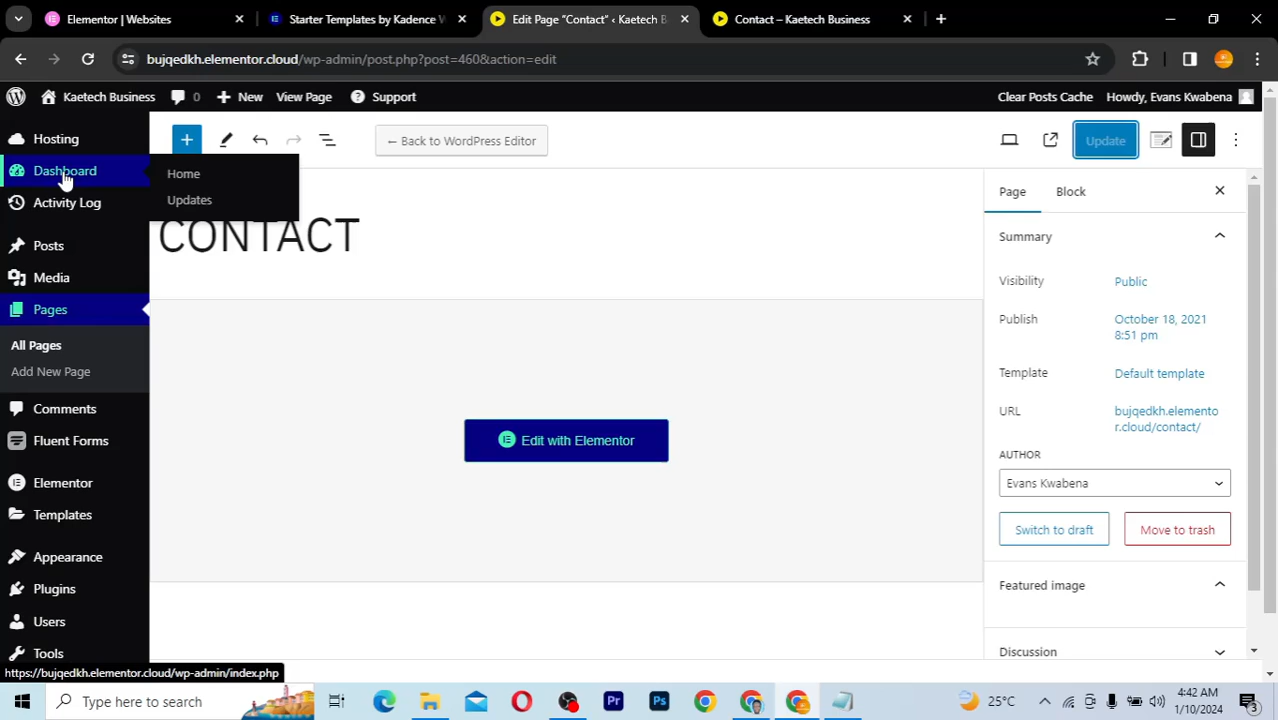 Elementor | Websites
Starter Templates by Kadence W
Edit Page “Contact” ‹ Kaetech B
Contact – Kaetech Business
bujqedkh.elementor.cloud/wp-admin/post.php?post=460&action=edit
Kaetech Business
0
New
View Page
Support
Clear Posts Cache
Howdy, Evans Kwabena
Hosting
Dashboard
Home
Updates
Activity Log
Posts
Media
Pages
All Pages
Add New Page
Comments
Fluent Forms
Elementor
Templates
Appearance
Plugins
Users
Tools
← Back to WordPress Editor
Update
CONTACT
Edit with Elementor
Page
Block
Summary
Visibility
Public
Publish
October 18, 2021
8:51 pm
Template
Default template
URL
bujqedkh.elemento
r.cloud/contact/
AUTHOR
Evans Kwabena
Switch to draft
Move to trash
Featured image
Discussion
https://bujqedkh.elementor.cloud/wp-admin/index.php
Type here to search
Pr
Ps
25°C
4:42 AM
1/10/2024
3